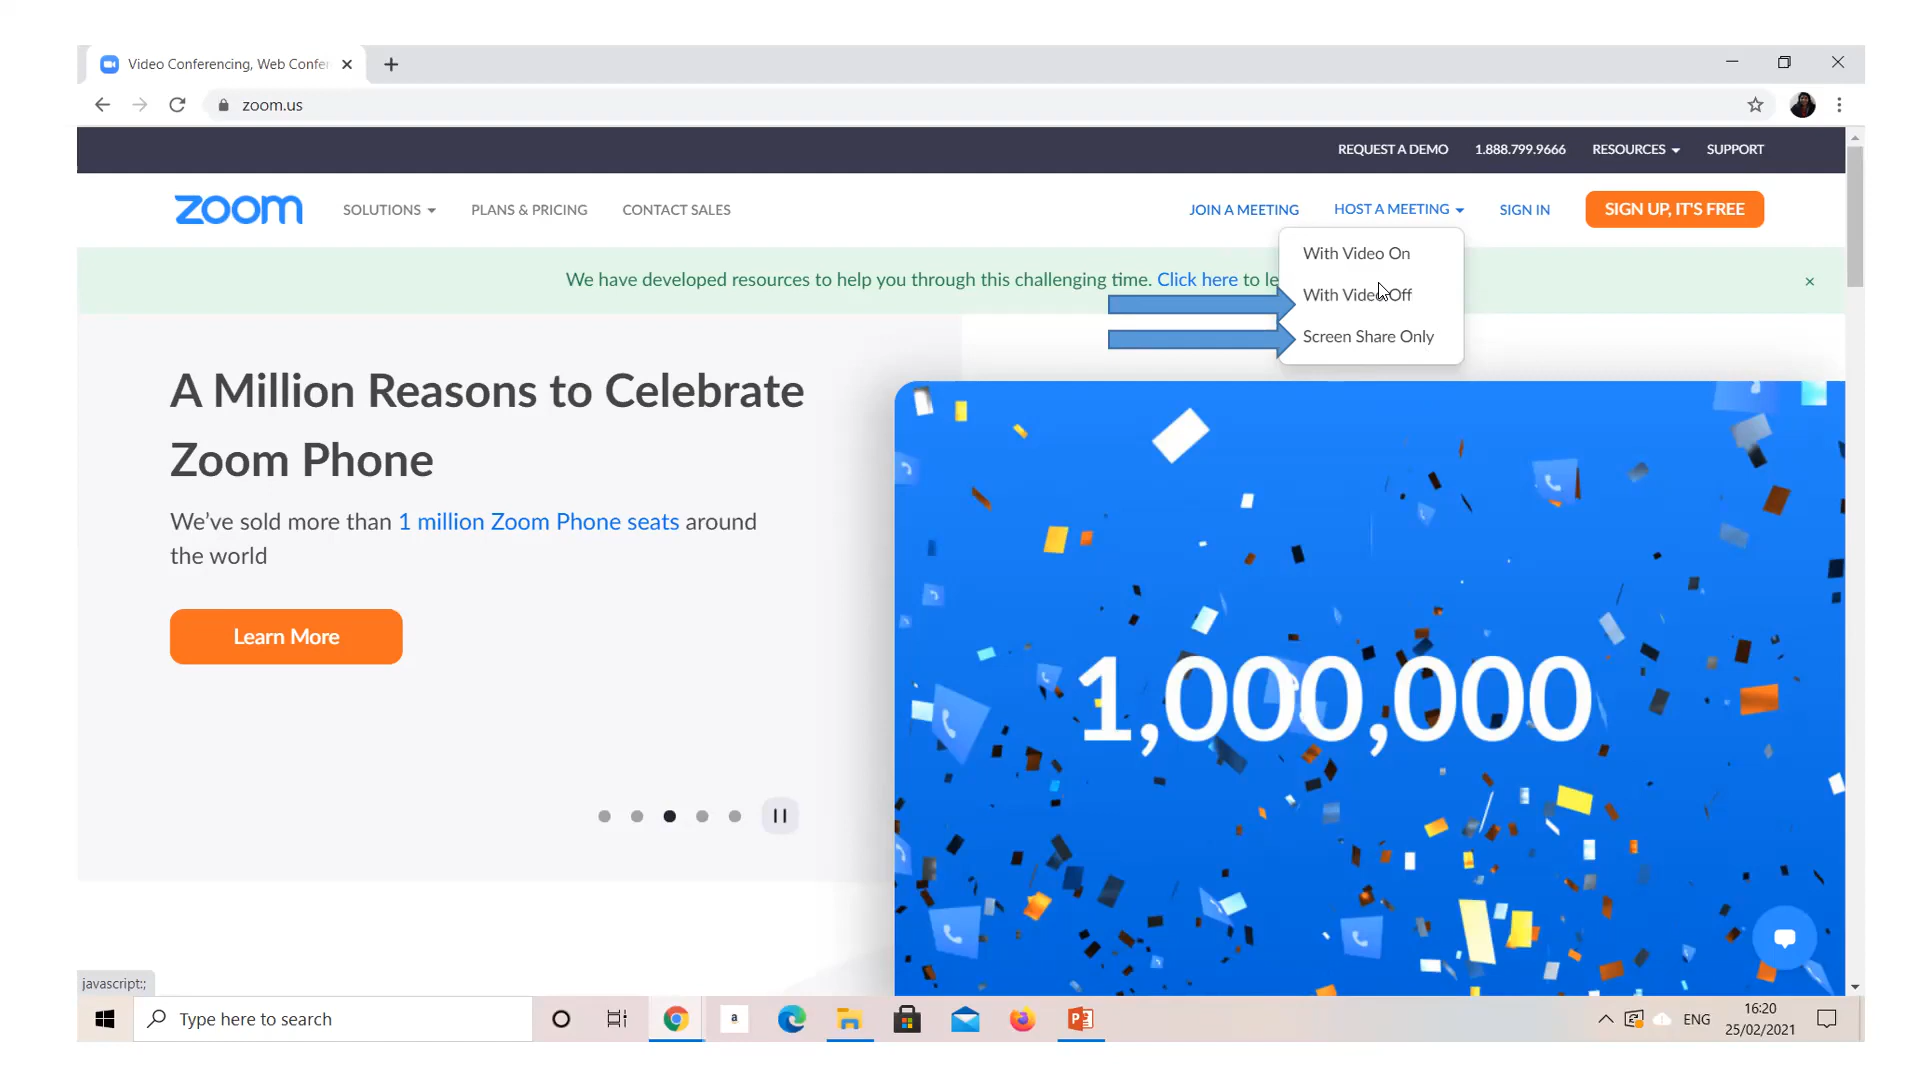 Video Conferencing, Web Confer
zoom.us
REQUEST A DEMO 1.888.799.9666 RESOURCES SUPPORT
zoom SOLUTIONS PLANS & PRICING CONTACT SALES JOIN A MEETING HOST A MEETING SIGN IN SIGN UP, IT'S FREE
With Video On
We have developed resources to help you through this challenging time. Click here to le
With Video Off
Screen Share Only
A Million Reasons to Celebrate
Zoom Phone
We've sold more than 1 million Zoom Phone seats around
the world
Learn More
1,000,000
javascript:;
Type here to search
a
ENG
16:20
25/02/2021